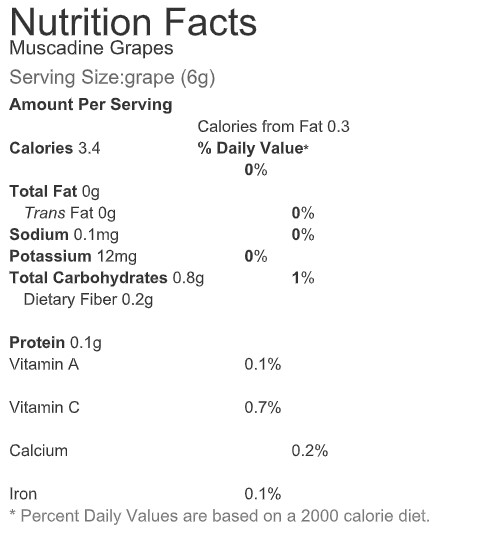 Nutrition Facts
Muscadine Grapes
Serving Size:grape (6g)
Amount Per Serving
Calories from Fat 0.3
Calories 3.4 % Daily Value*
0%
Total Fat 0g
Trans Fat 0g 0%
Sodium 0.1mg 0%
Potassium 12mg 0%
Total Carbohydrates 0.8g 1%
Dietary Fiber 0.2g
Protein 0.1g
Vitamin A 0.1%
Vitamin C 0.7%
Calcium 0.2%
Iron 0.1%
* Percent Daily Values are based on a 2000 calorie diet.